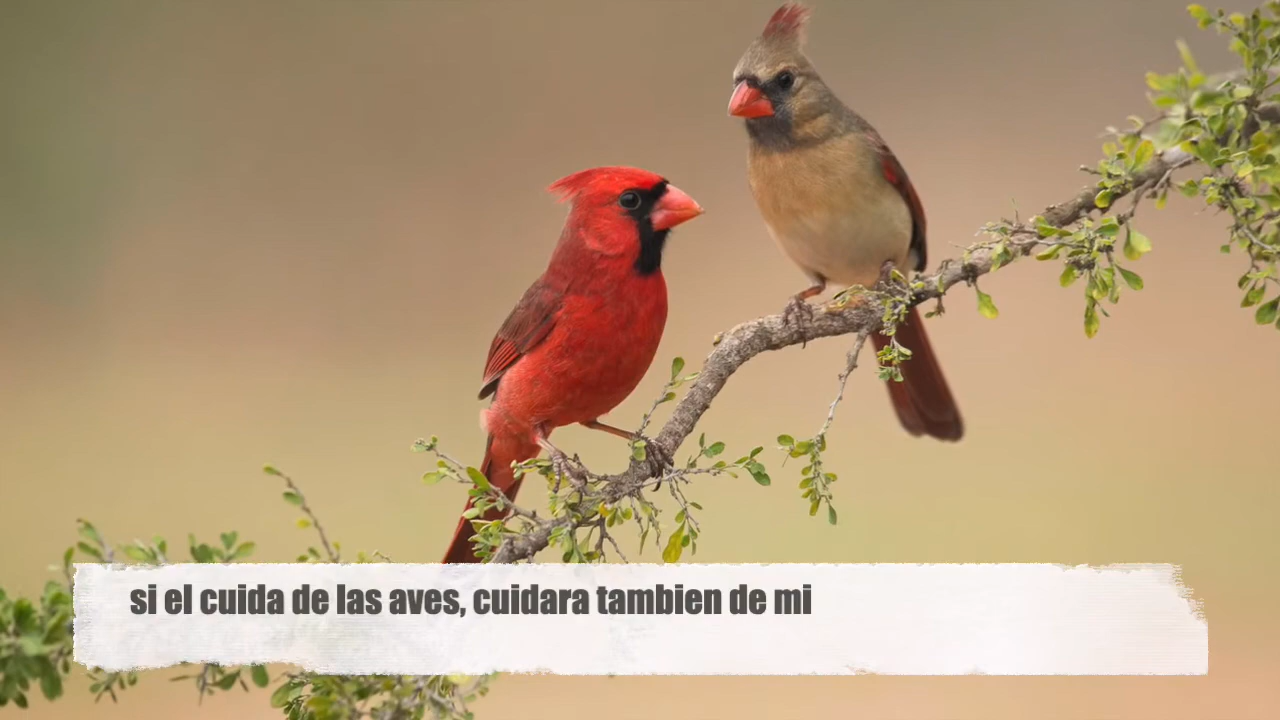 si el cuida de las aves, cuidara tambien de mi